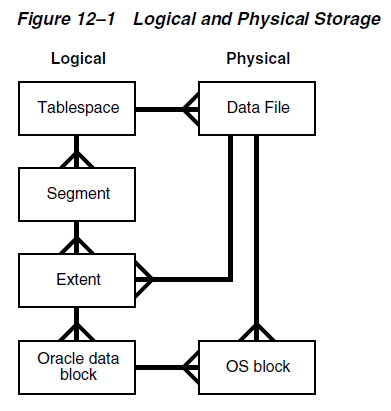 Figure 12–1 Logical and Physical Storage
Logical Physical
Tablespace Data File
Segment
Extent
Oracle data
block
OS block